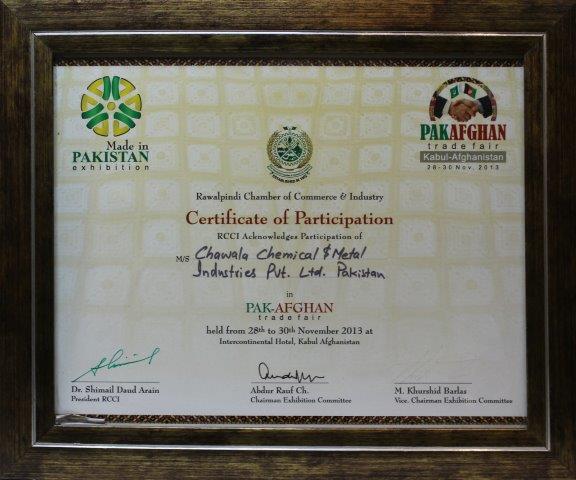 Made in
PAKISTAN
exhibition
PAKAFGHAN
trade fair
Kabul-Afghanistan
28-30 Nov. 2013
Rawalpindi Chamber of Commerce & Industry
Certificate of Participation
RCCI Acknowledges Participation of
M/S Chawala Chemical & Metal
Industries Pvt. Ltd. Pakistan
in
PAK-AFGHAN
trade fair
held from 28th to 30th November 2013 at
Intercontinental Hotel, Kabul Afghanistan
Dr. Shimail Daud Arain
President RCCI
Abdur Rauf Ch.
Chairman Exhibition Committee
M. Khurshid Barlas
Vice. Chairman Exhibition Committee